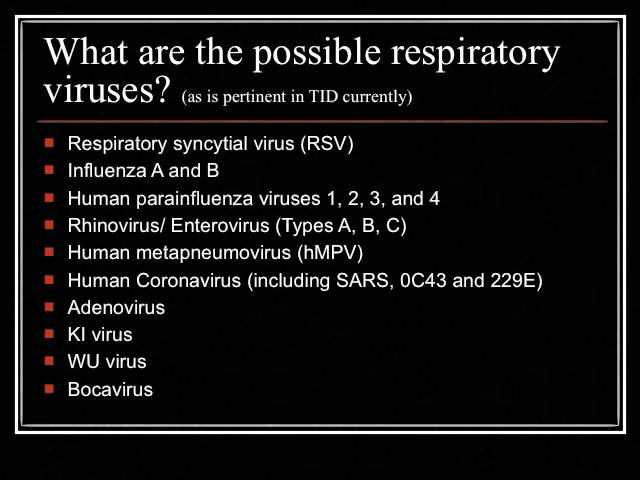 What are the possible respiratory
viruses? (as is pertinent in TID currently)
Respiratory syncytial virus (RSV)
Influenza A and B
Human parainfluenza viruses 1, 2, 3, and 4
Rhinovirus/ Enterovirus (Types A, B, C)
Human metapneumovirus (hMPV)
Human Coronavirus (including SARS, 0C43 and 229E)
Adenovirus
KI virus
WU virus
Bocavirus